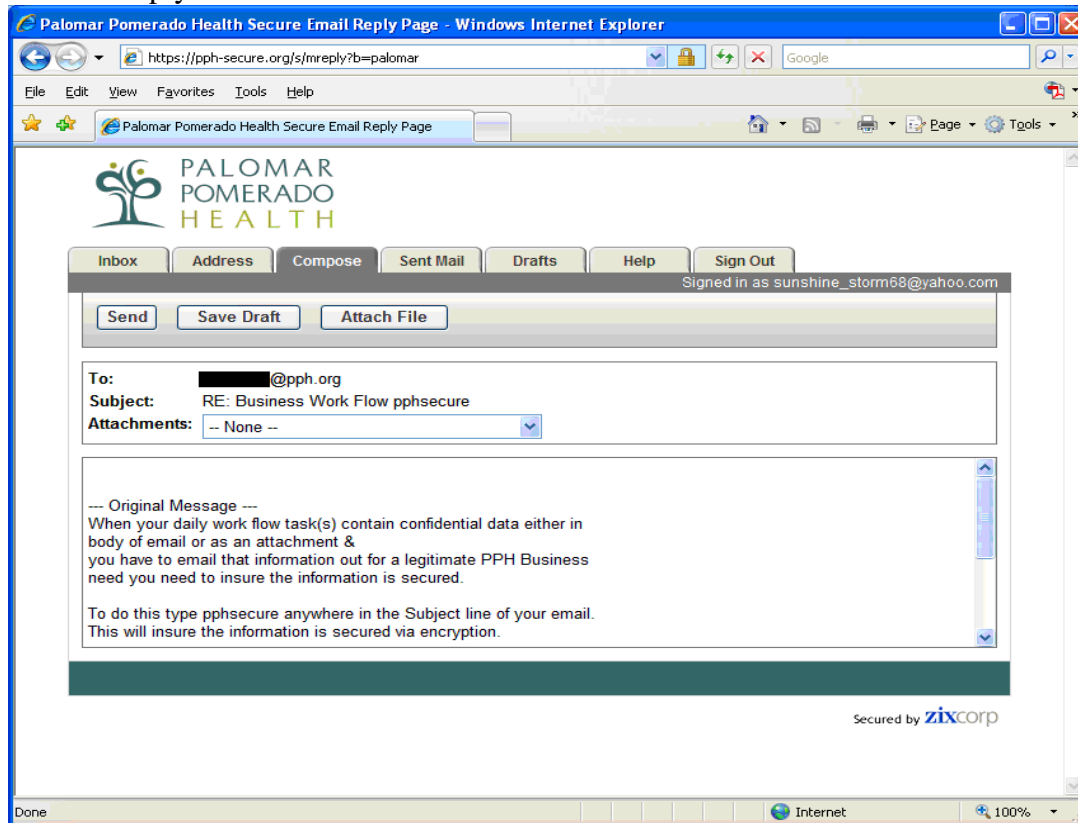 Palomar Pomerado Health Secure Email Reply Page - Windows Internet Explorer
https://pph-secure.org/s/mreply?b=palomar
Google
File Edit View Favorites Tools Help
Palomar Pomerado Health Secure Email Reply Page
Page Tools
PALOMAR
POMERADO
HEALTH
Inbox Address Compose Sent Mail Drafts Help Sign Out
Signed in as sunshine_storm68@yahoo.com
Send Save Draft Attach File
To: @pph.org
Subject: RE: Business Work Flow pphsecure
Attachments: -- None --
--- Original Message ---
When your daily work flow task(s) contain confidential data either in
body of email or as an attachment &
you have to email that information out for a legitimate PPH Business
need you need to insure the information is secured.
To do this type pphsecure anywhere in the Subject line of your email.
This will insure the information is secured via encryption.
Secured by zixcorp
Done Internet 100%